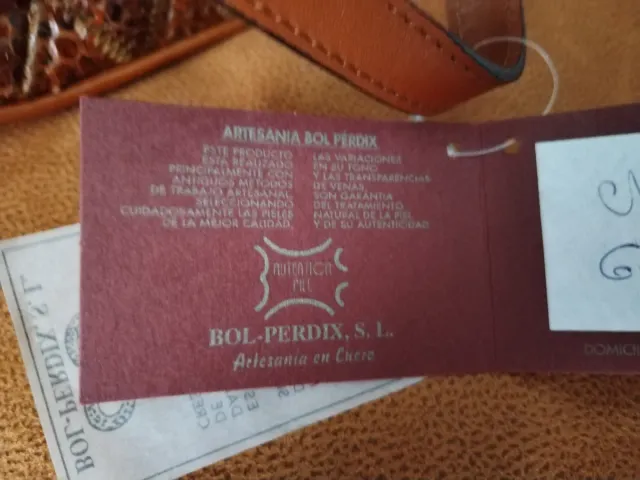 ARTESANIA BOL PERDIX
ESTE PRODUCTO
ESTA REALIZADO
PRINCIPALMENTE CON
ANTIGUOS METODOS
DE TRABAJO ARTESANAL,
SELECCIONANDO
CUIDADOSAMENTE LAS PIELES
DE LA MEJOR CALIDAD.
LAS VARIACIONES
EN SU TONO
Y LAS TRANSPARENCIAS
DE VENAS
SON GARANTIA
DEL TRATAMIENTO
NATURAL DE LA PIEL
Y DE SU AUTENTICIDAD
AUTENTICA
PIEL
BOL-PERDIX, S. L.
Artesanía en Cuero
DOMICI
BOL-PERDIX, S. L.